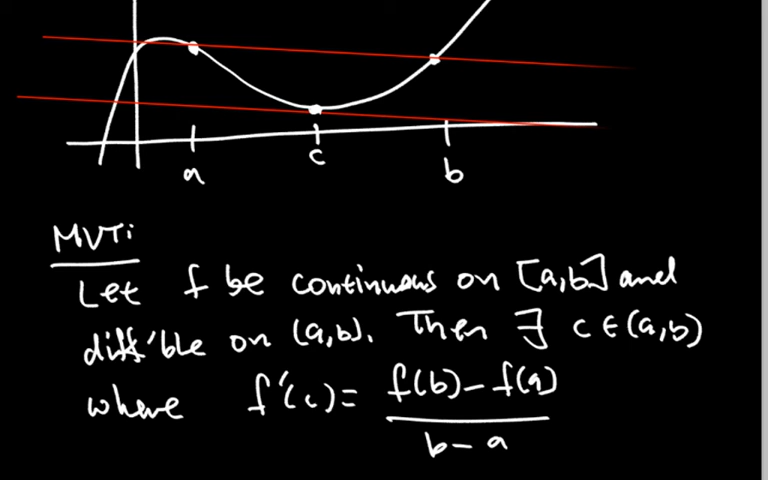 a c b
MVT:
Let f be continuous on [a,b] and
diff'ble on (a,b). Then ∃ c ∈ (a,b)
where f'(c) = f(b) - f(a)
b - a